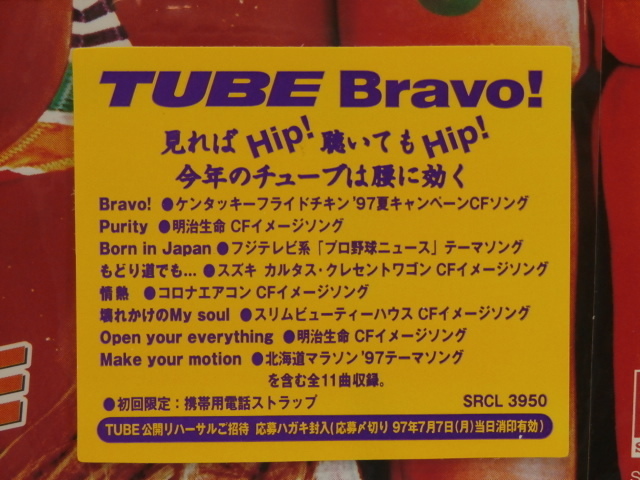 TUBE Bravo!
見れば Hip! 聴いても Hip!
今年のチューブは腰に効く
Bravo! ●ケンタッキーフライドチキン '97夏キャンペーンCFソング
Purity ●明治生命 CFイメージソング
Born in Japan ●フジテレビ系「プロ野球ニュース」テーマソング
もどり道でも... ●スズキ カルタス・クレセントワゴン CFイメージソング
情熱 ●コロナエアコン CFイメージソング
壊れかけのMy soul ●スリムビューティーハウス CFイメージソング
Open your everything ●明治生命 CFイメージソング
Make your motion ●北海道マラソン '97テーマソング
を含む全11曲収録。
●初回限定：携帯用電話ストラップ SRCL 3950
TUBE公開リハーサルご招待 応募ハガキ封入(応募〆切り 97年7月7日(月)当日消印有効)
E
S
S